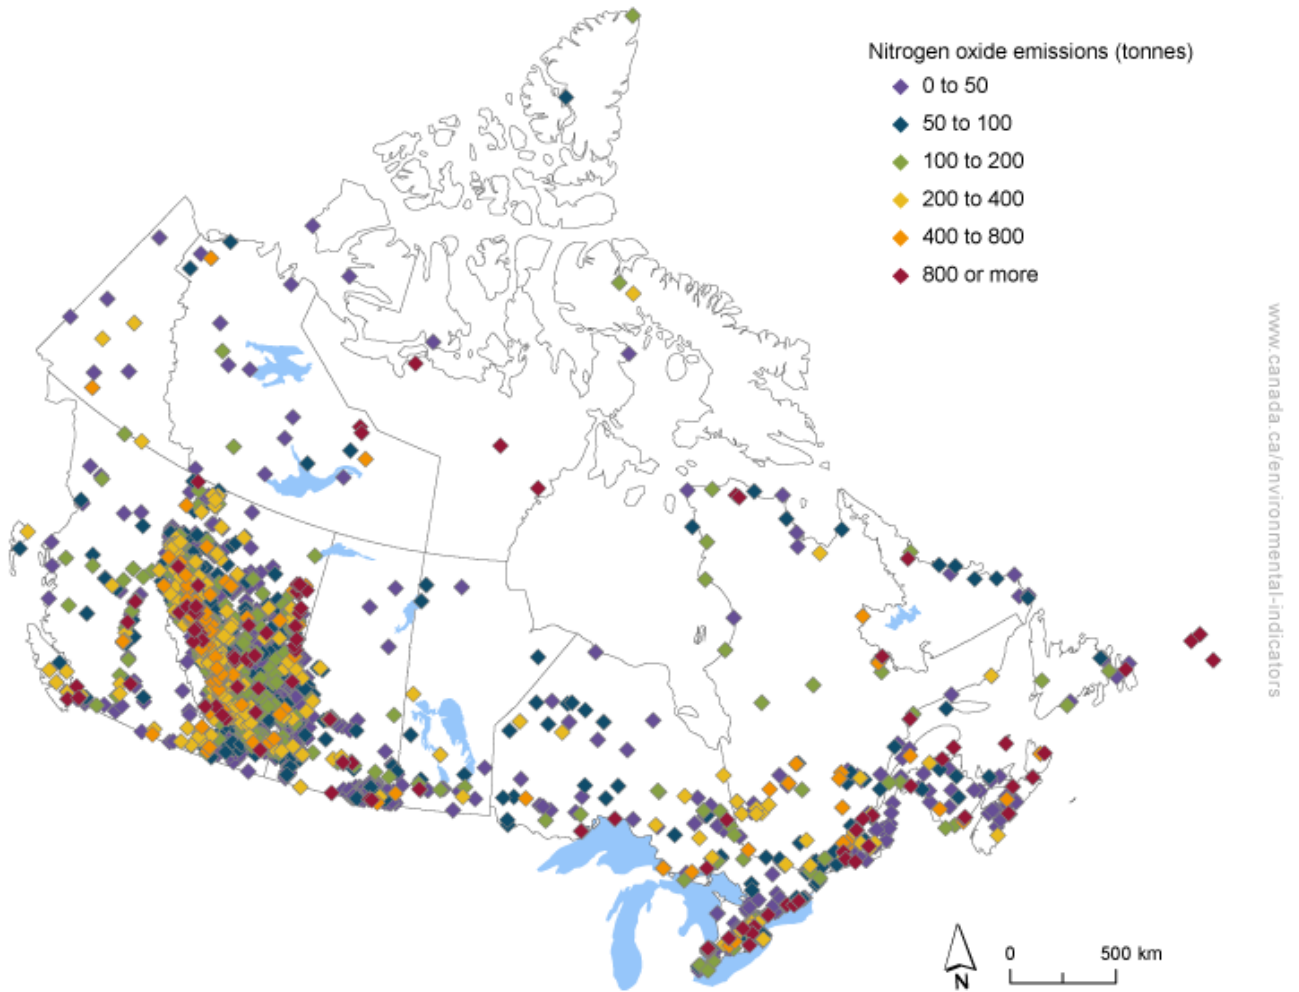 Nitrogen oxide emissions (tonnes)
0 to 50
50 to 100
100 to 200
200 to 400
400 to 800
800 or more
www.canada.ca/environmental-indicators
0 500 km
N